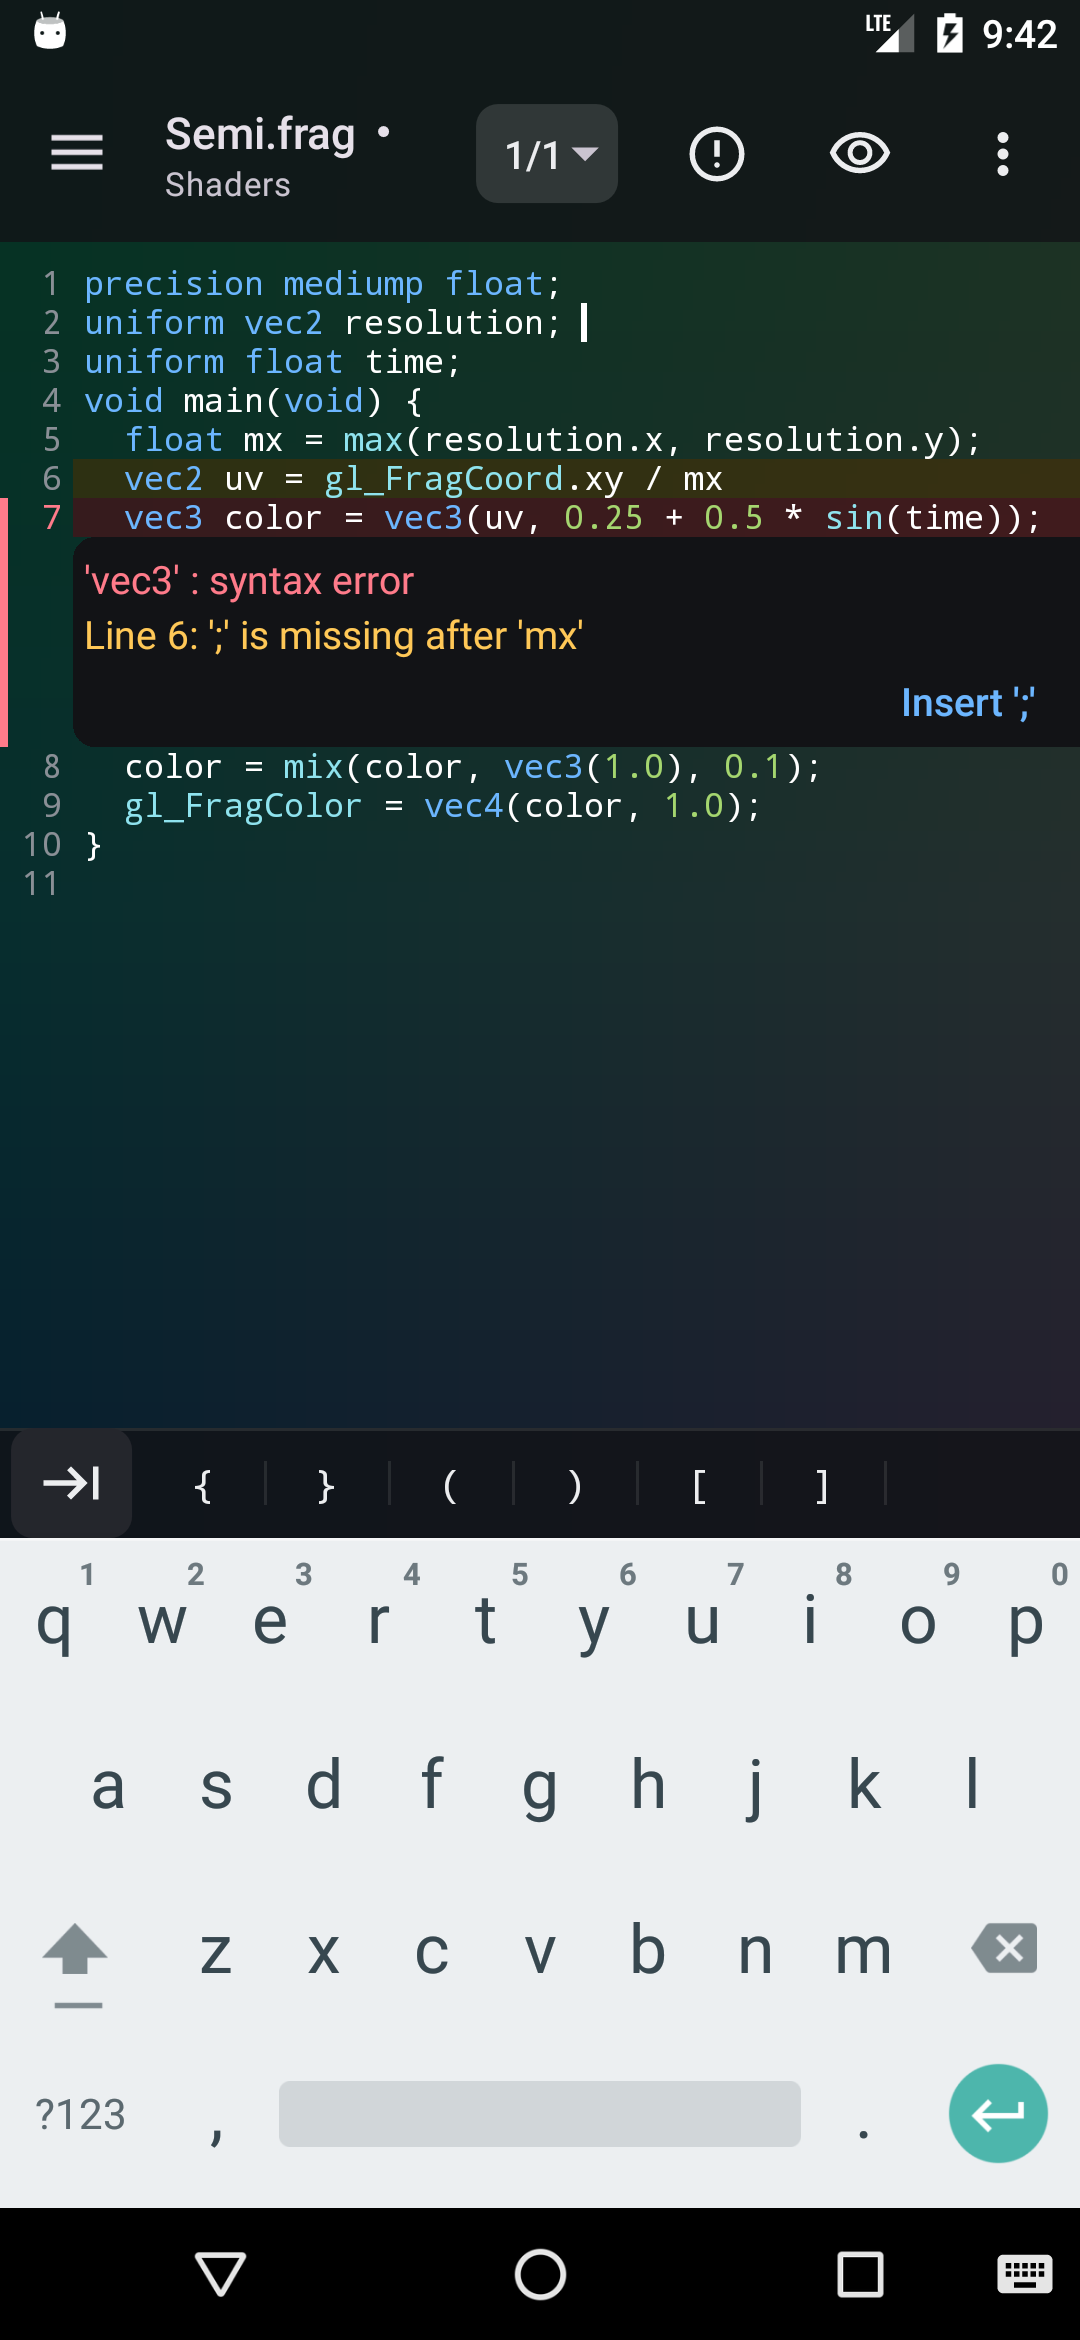 LTE 9:42
Semi.frag •
Shaders
1/1
1 precision mediump float;
2 uniform vec2 resolution;
3 uniform float time;
4 void main(void) {
5   float mx = max(resolution.x, resolution.y);
6   vec2 uv = gl_FragCoord.xy / mx
7   vec3 color = vec3(uv, 0.25 + 0.5 * sin(time));
'vec3' : syntax error
Line 6: ';' is missing after 'mx'
Insert ';'
8   color = mix(color, vec3(1.0), 0.1);
9   gl_FragColor = vec4(color, 1.0);
10 }
11
{ } ( ) [ ]
1 2 3 4 5 6 7 8 9 0
q w e r t y u i o p
a s d f g h j k l
z x c v b n m
?123 , .